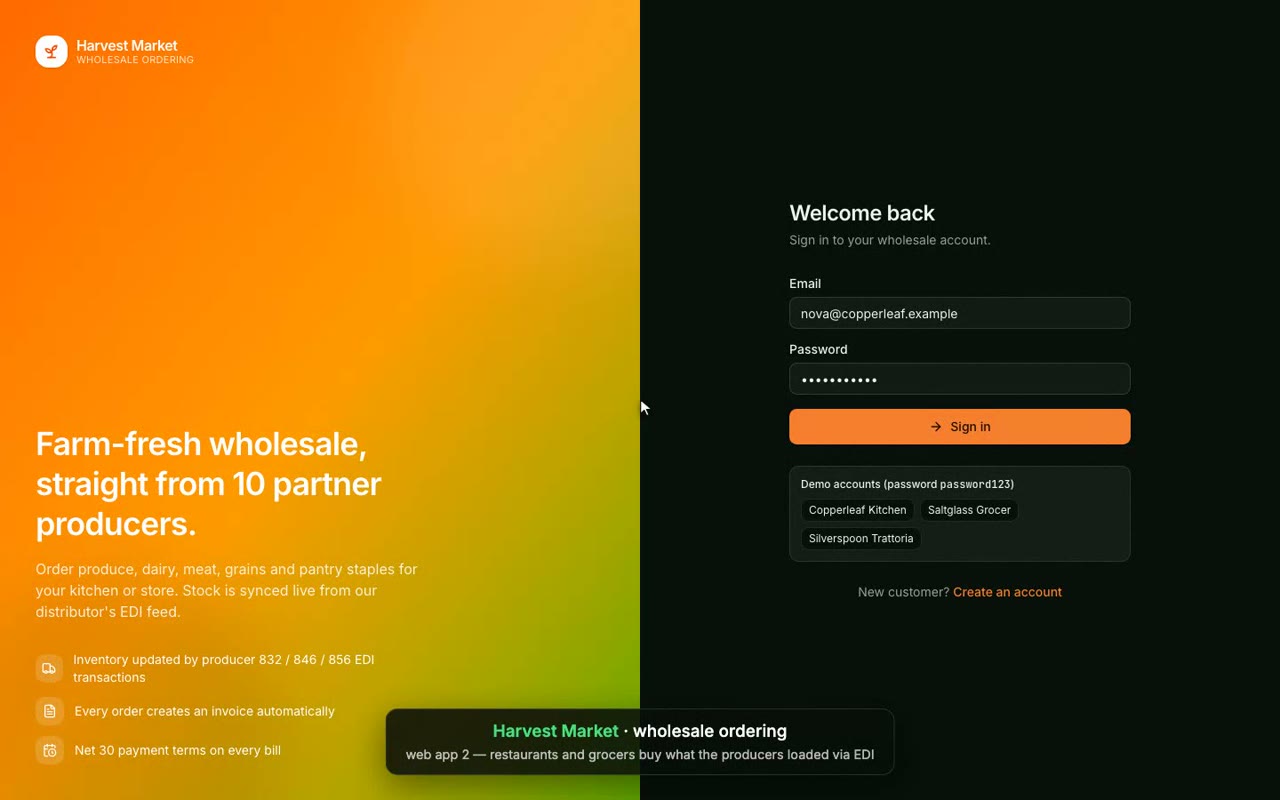 Harvest Market
WHOLESALE ORDERING
Farm-fresh wholesale,
straight from 10 partner
producers.
Order produce, dairy, meat, grains and pantry staples for
your kitchen or store. Stock is synced live from our
distributor's EDI feed.
Inventory updated by producer 832 / 846 / 856 EDI
transactions
Every order creates an invoice automatically
Net 30 payment terms on every bill
Welcome back
Sign in to your wholesale account.
Email
nova@copperleaf.example
Password
•••••••••••
Sign in
Demo accounts (password password123)
Copperleaf Kitchen
Saltglass Grocer
Silverspoon Trattoria
New customer? Create an account
Harvest Market · wholesale ordering
web app 2 — restaurants and grocers buy what the producers loaded via EDI